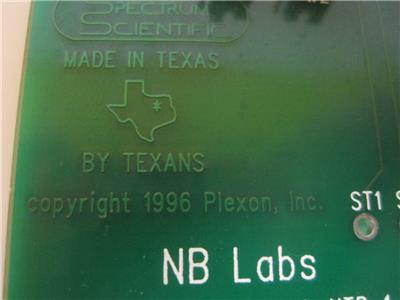 SPECTRUM
SCIENTIFIC
MADE IN TEXAS
BY TEXANS
copyright 1996 Plexon, Inc.
ST1
NB Labs